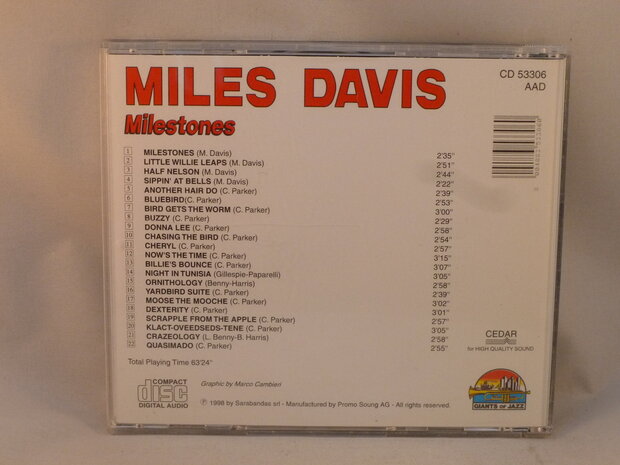 MILES DAVIS
CD 53306
AAD
Milestones
1 MILESTONES (M. Davis) 2'35"
2 LITTLE WILLIE LEAPS (M. Davis) 2'51"
3 HALF NELSON (M. Davis) 2'44"
4 SIPPIN' AT BELLS (M. Davis) 2'22"
5 ANOTHER HAIR DO (C. Parker) 2'39"
6 BLUEBIRD(C. Parker) 2'53"
7 BIRD GETS THE WORM (C. Parker) 3'00"
8 BUZZY (C. Parker) 2'29"
9 DONNA LEE (C. Parker) 2'58"
10 CHASING THE BIRD (C. Parker) 2'54"
11 CHERYL (C. Parker) 2'57"
12 NOW'S THE TIME (C. Parker) 3'15"
13 BILLIE'S BOUNCE (C. Parker) 3'07"
14 NIGHT IN TUNISIA (Gillespie-Paparelli) 3'05"
15 ORNITHOLOGY (Benny-Harris) 2'58"
16 YARDBIRD SUITE (C. Parker) 2'39"
17 MOOSE THE MOOCHE (C. Parker) 3'02"
18 DEXTERITY (C. Parker) 3'01"
19 SCRAPPLE FROM THE APPLE (C. Parker) 2'57"
20 KLACT-OVEEDSEDS-TENE (C. Parker) 3'05"
21 CRAZEOLOGY (L. Benny-B. Harris) 2'58"
22 QUASIMADO (C. Parker) 2'55"
CEDAR
for HIGH QUALITY SOUND
Total Playing Time 63'24"
COMPACT
disc
DIGITAL AUDIO
Graphic by Marco Cambieri
℗ 1998 by Sarabandas srl - Manufactured by Promo Soung AG - All rights reserved.
GIANTS OF JAZZ